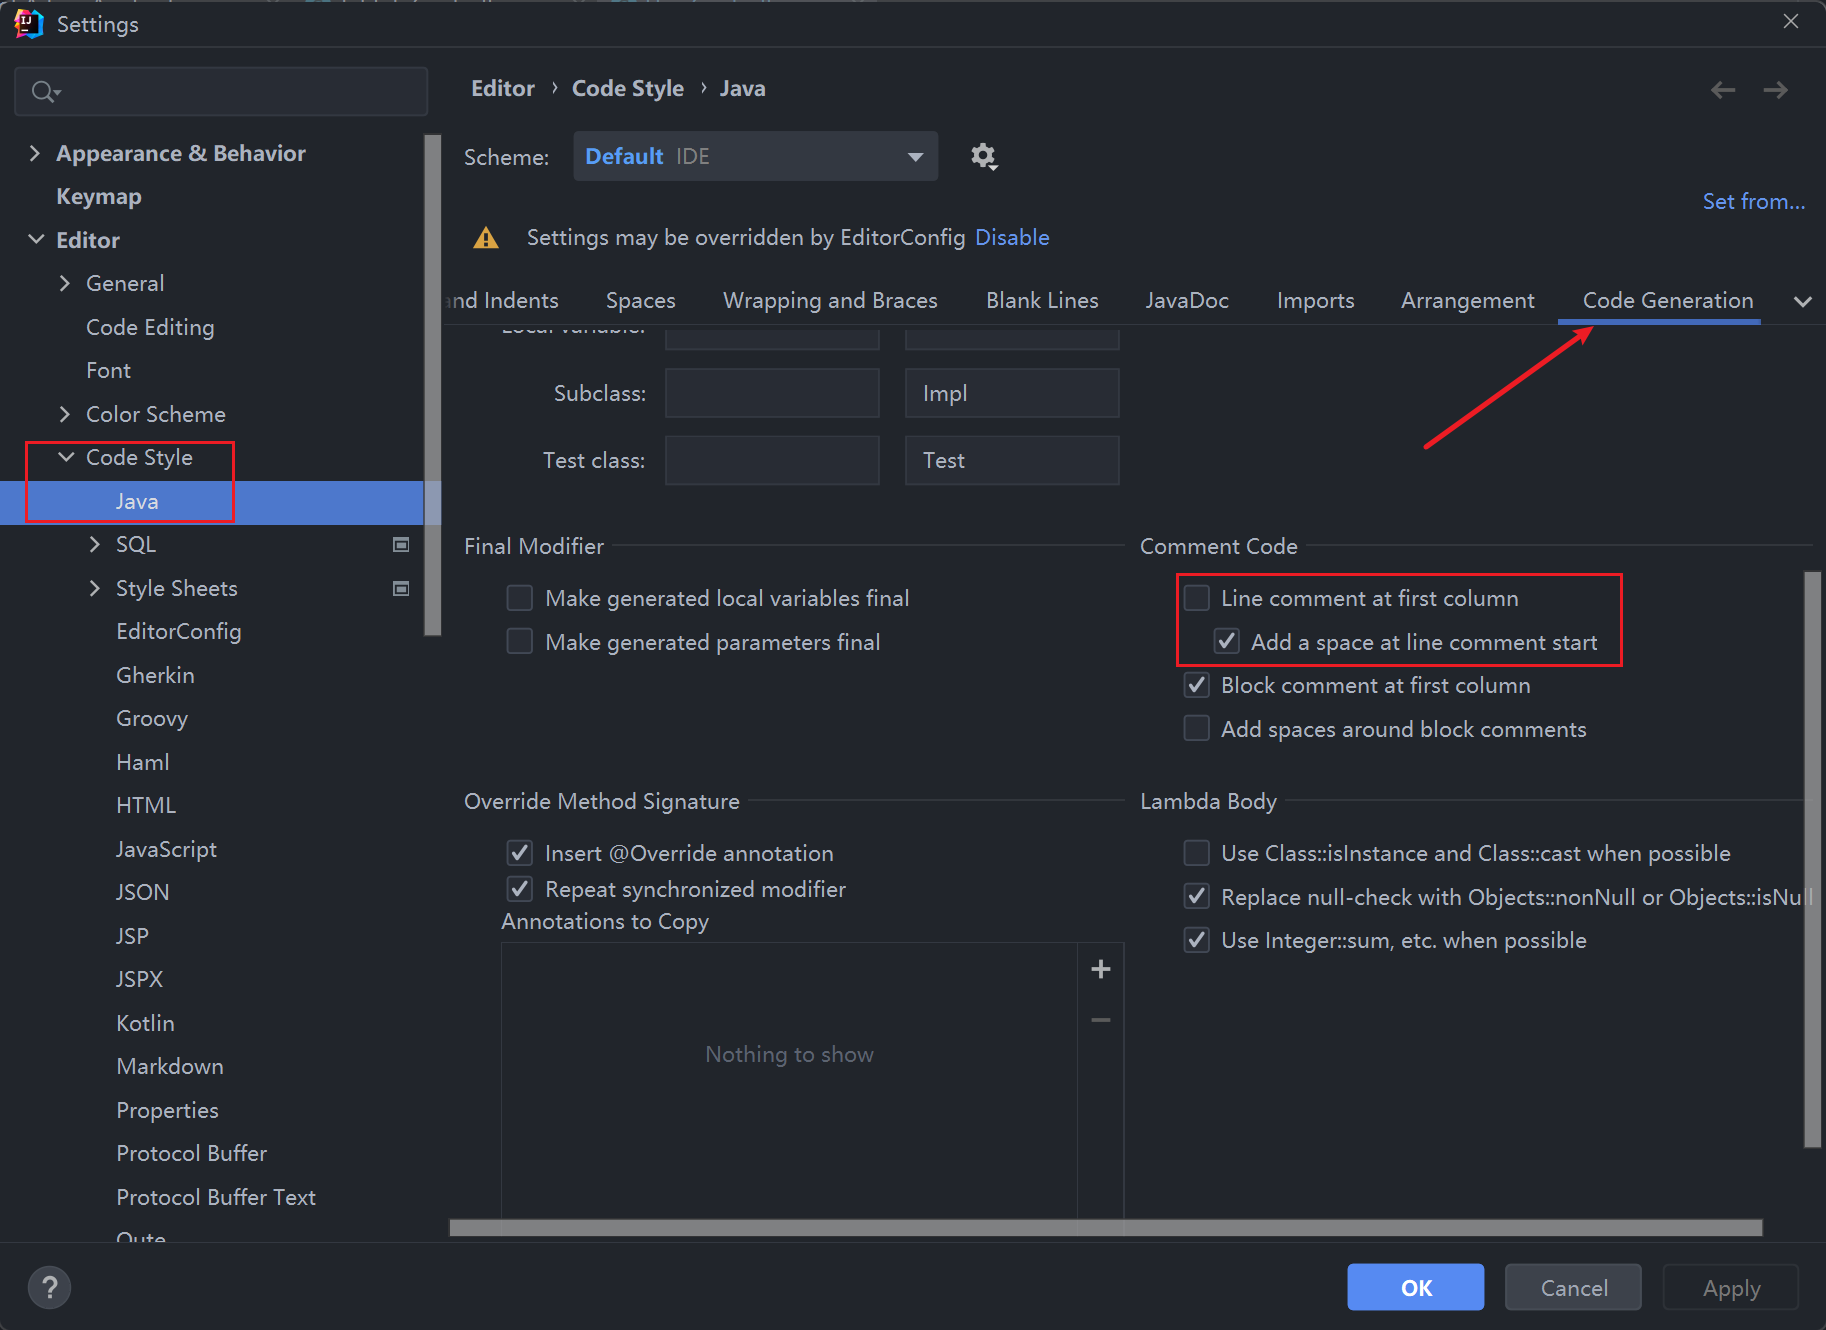 Settings
Editor › Code Style › Java
Scheme: Default IDE
Set from...
Settings may be overridden by EditorConfig Disable
Appearance & Behavior
Keymap
Editor
General
Code Editing
Font
Color Scheme
Code Style
Java
SQL
Style Sheets
EditorConfig
Gherkin
Groovy
Haml
HTML
JavaScript
JSON
JSP
JSPX
Kotlin
Markdown
Properties
Protocol Buffer
Protocol Buffer Text
Qute
and Indents Spaces Wrapping and Braces Blank Lines JavaDoc Imports Arrangement Code Generation
Local variable:
Subclass: Impl
Test class: Test
Final Modifier
Make generated local variables final
Make generated parameters final
Comment Code
Line comment at first column
Add a space at line comment start
Block comment at first column
Add spaces around block comments
Override Method Signature
Insert @Override annotation
Repeat synchronized modifier
Annotations to Copy
Nothing to show
Lambda Body
Use Class::isInstance and Class::cast when possible
Replace null-check with Objects::nonNull or Objects::isNull
Use Integer::sum, etc. when possible
? OK Cancel Apply